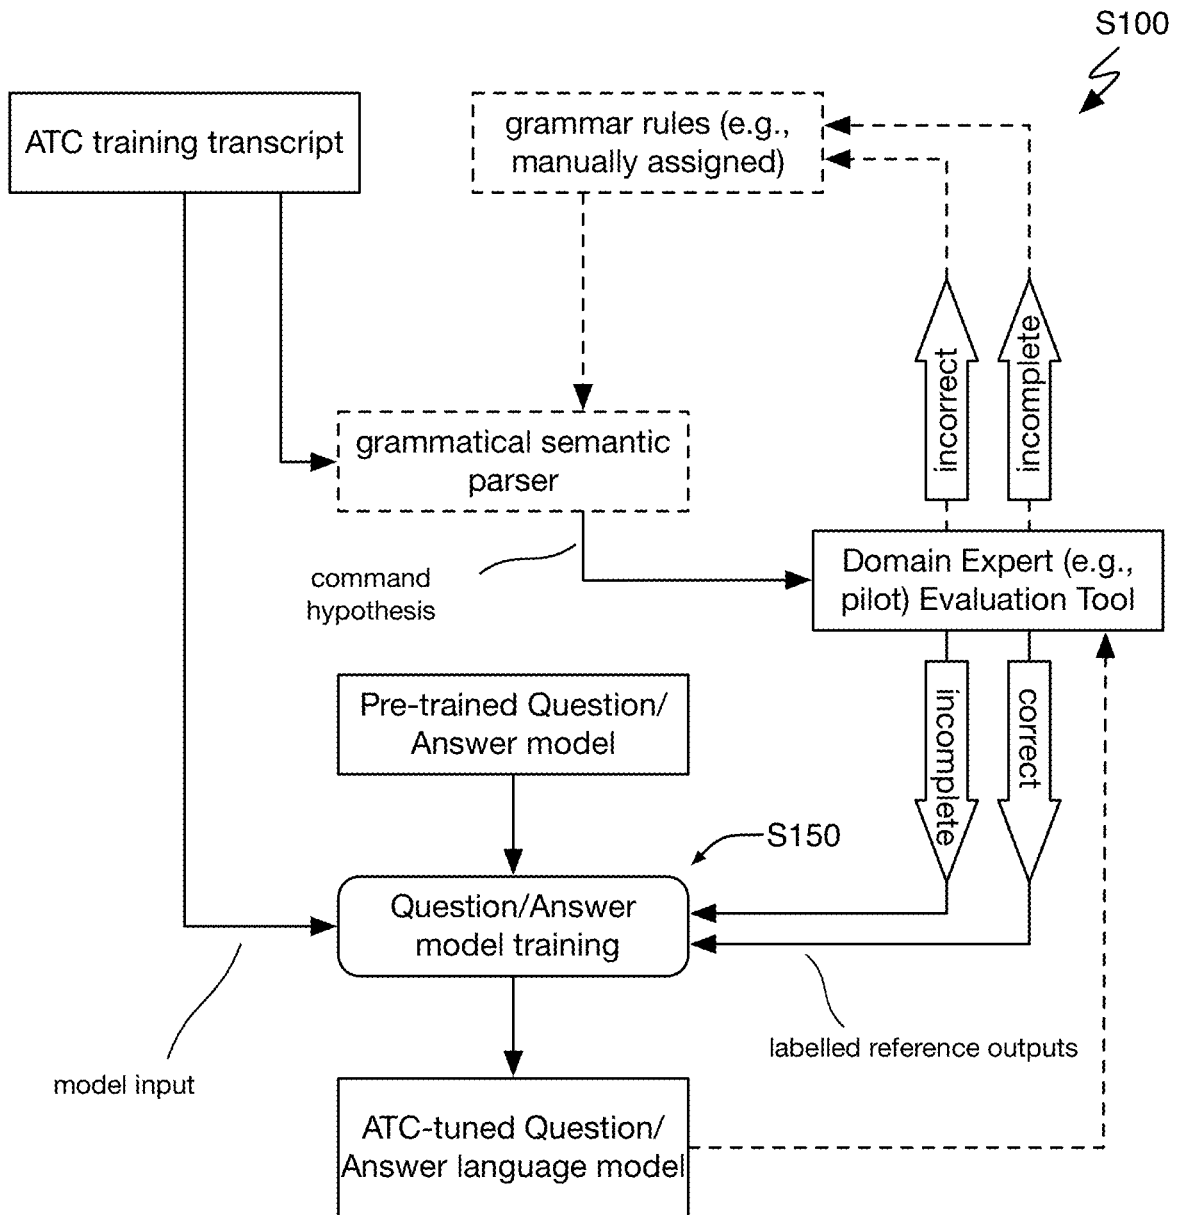 S100
ATC training transcript
grammar rules (e.g.,
manually assigned)
incorrect
incomplete
grammatical semantic
parser
command
hypothesis
Domain Expert (e.g.,
pilot) Evaluation Tool
Pre-trained Question/
Answer model
incomplete
correct
S150
Question/Answer
model training
labelled reference outputs
model input
ATC-tuned Question/
Answer language model